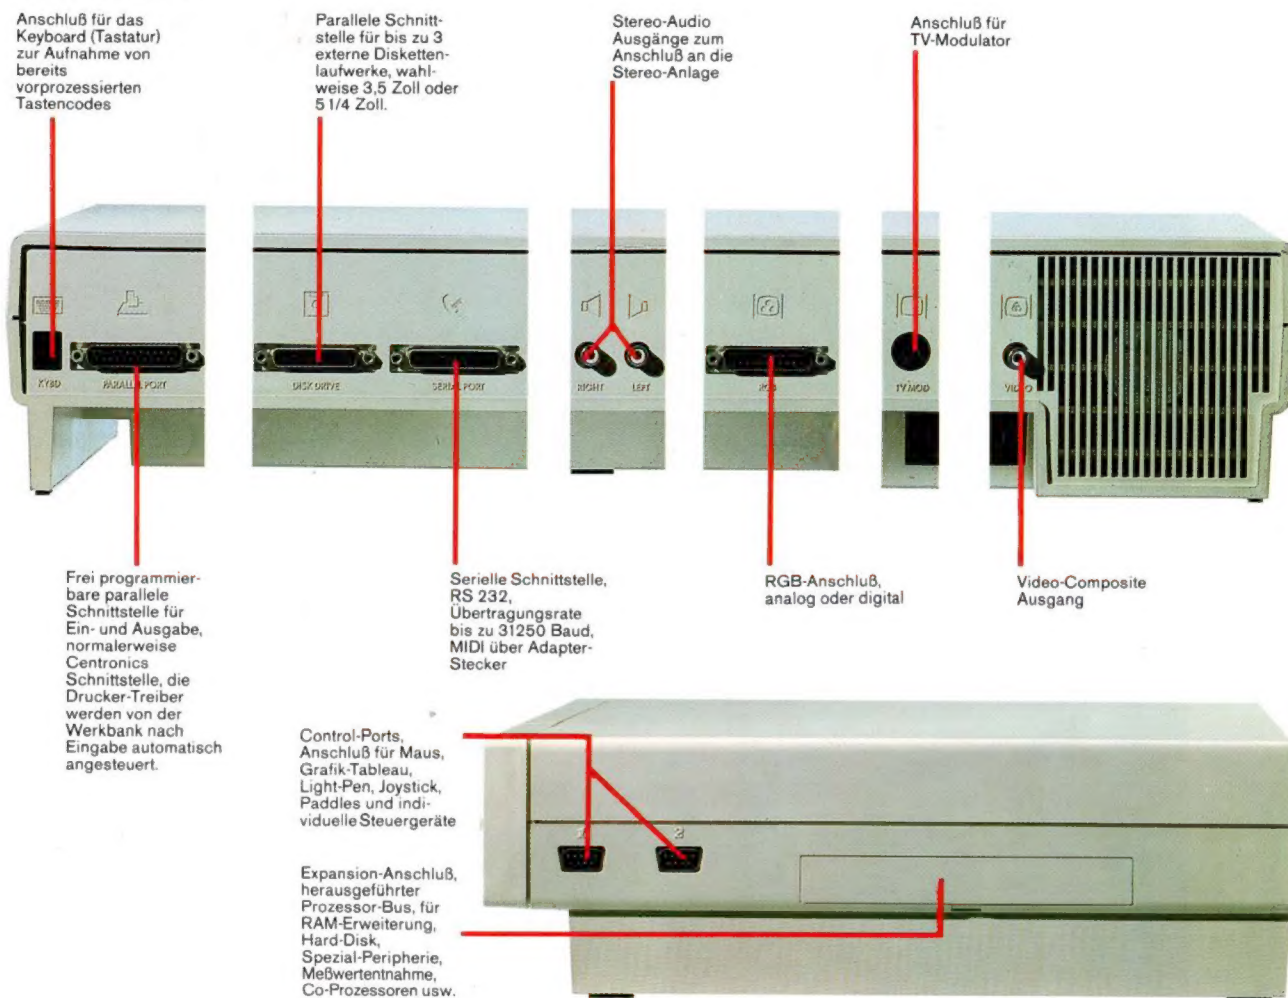 Anschluß für das
Keyboard (Tastatur)
zur Aufnahme von
bereits
vorprozessierten
Tastencodes
Parallele Schnitt-
stelle für bis zu 3
externe Disketten-
laufwerke, wahl-
weise 3,5 Zoll oder
5 1/4 Zoll.
Stereo-Audio
Ausgänge zum
Anschluß an die
Stereo-Anlage
Anschluß für
TV-Modulator
KYBD
PARALLEL PORT
DISK DRIVE
SERIAL PORT
RIGHT
LEFT
RGB
TV MOD
VIDEO
Frei programmier-
bare parallele
Schnittstelle für
Ein- und Ausgabe,
normalerweise
Centronics
Schnittstelle, die
Drucker-Treiber
werden von der
Werkbank nach
Eingabe automatisch
angesteuert.
Serielle Schnittstelle,
RS 232,
Übertragungsrate
bis zu 31250 Baud,
MIDI über Adapter-
Stecker
RGB-Anschluß,
analog oder digital
Video-Composite
Ausgang
Control-Ports,
Anschluß für Maus,
Grafik-Tableau,
Light-Pen, Joystick,
Paddles und indi-
viduelle Steuergeräte
1
2
Expansion-Anschluß,
herausgeführter
Prozessor-Bus, für
RAM-Erweiterung,
Hard-Disk,
Spezial-Peripherie,
Meßwertentnahme,
Co-Prozessoren usw.